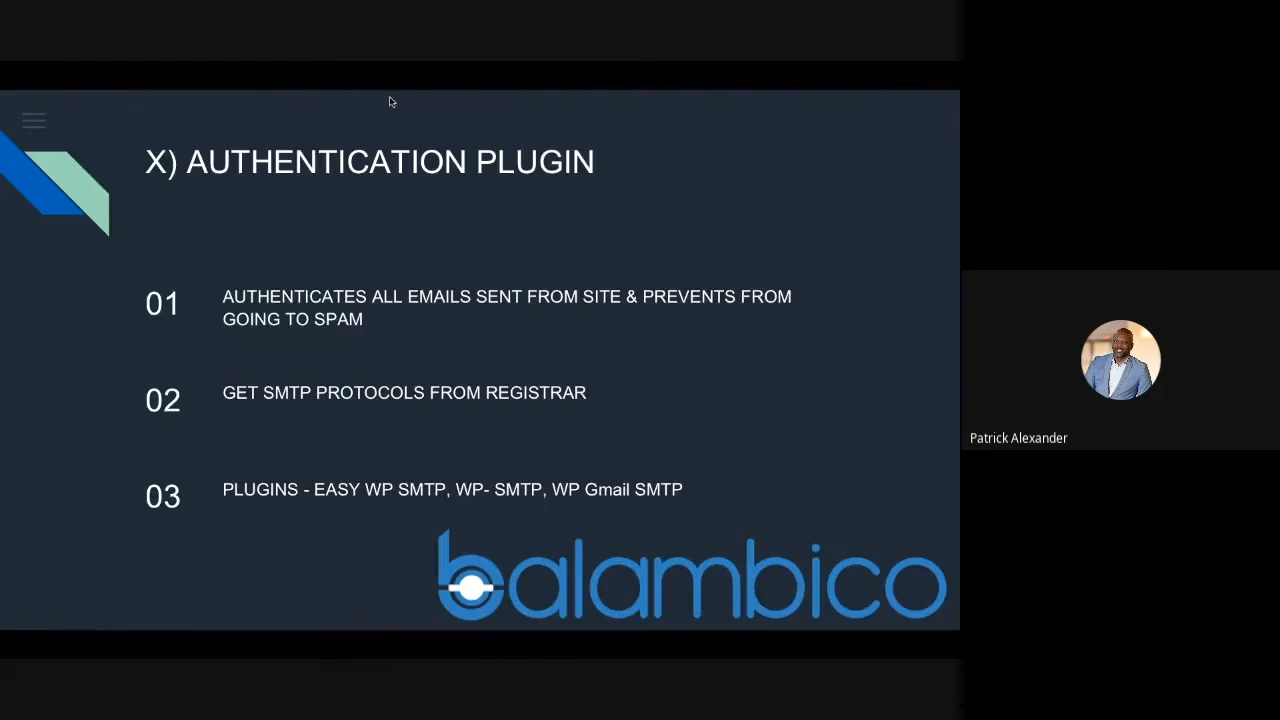 X) AUTHENTICATION PLUGIN
01
AUTHENTICATES ALL EMAILS SENT FROM SITE & PREVENTS FROM
GOING TO SPAM
02
GET SMTP PROTOCOLS FROM REGISTRAR
03
PLUGINS - EASY WP SMTP, WP- SMTP, WP Gmail SMTP
balambico
Patrick Alexander